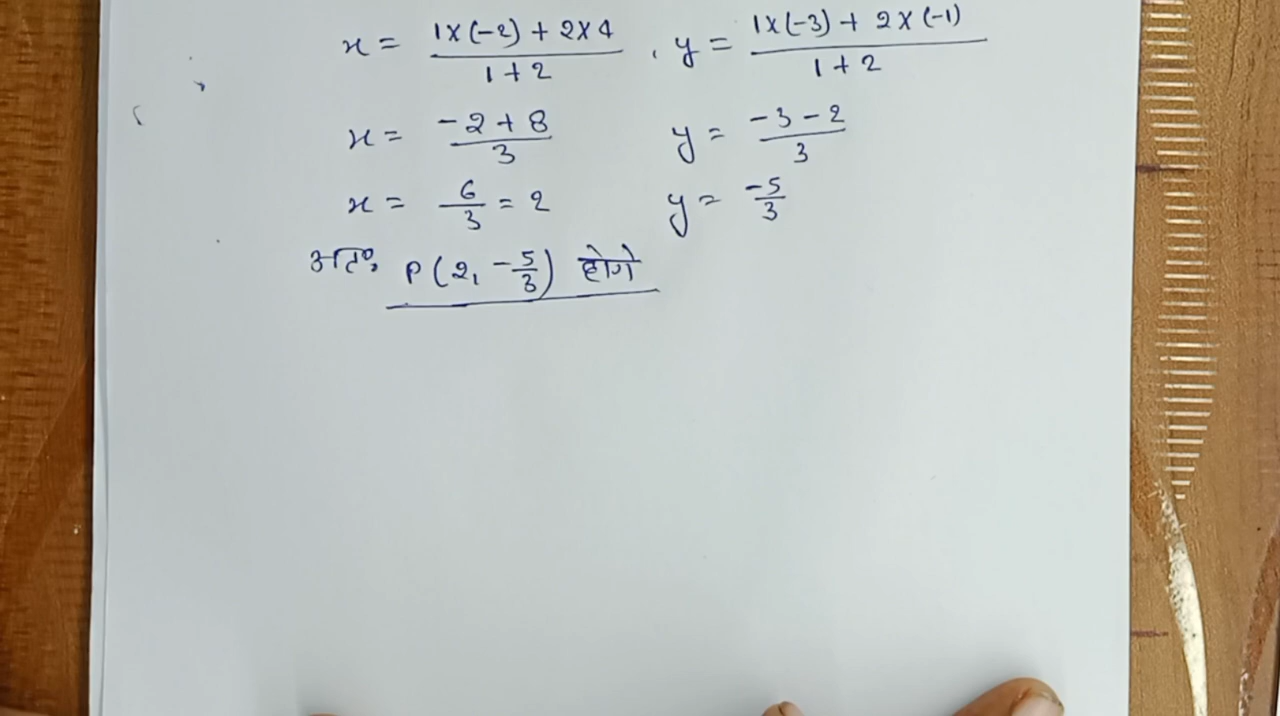 x = (1×(-2) + 2×4)/(1+2) , y = (1×(-3) + 2×(-1))/(1+2)
x = (-2+8)/3 y = (-3-2)/3
x = 6/3 = 2 y = -5/3
अतः, P(2, -5/3) होगे